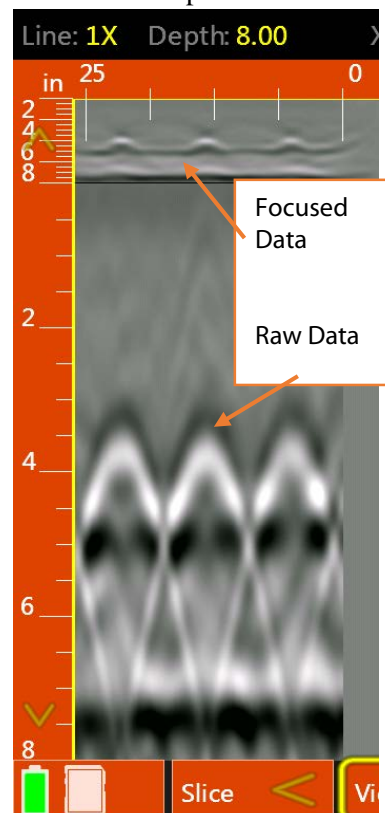 Line: 1X Depth: 8.00 X
in 25 0
2
4
6
8
Focused
Data
2
Raw Data
4
6
8
Slice
Vi